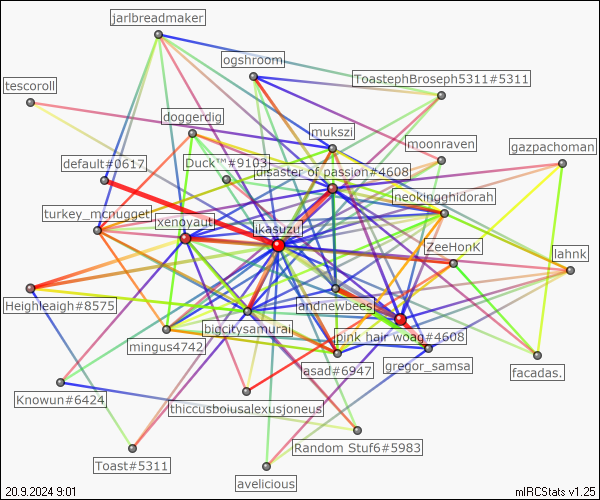 jarlbreadmaker
ogshroom
ToastephBroseph5311#5311
tescoroll
doggerdig
mukszi
moonraven
gazpachoman
default#0617
Duck™#9103
disaster of passion#4608
neokingghidorah
turkey_mcnugget
xenoyaut
ikasuzu
ZeeHonK
lahnk
Heighleaigh#8575
andnewbees
bigcitysamurai
pink hair woag#4608
mingus4742
asad#6947
gregor_samsa
facadas.
Knowun#6424
thiccusboiusalexusjoneus
Random Stuf6#5983
Toast#5311
avelicious
20.9.2024 9:01
mIRCStats v1.25